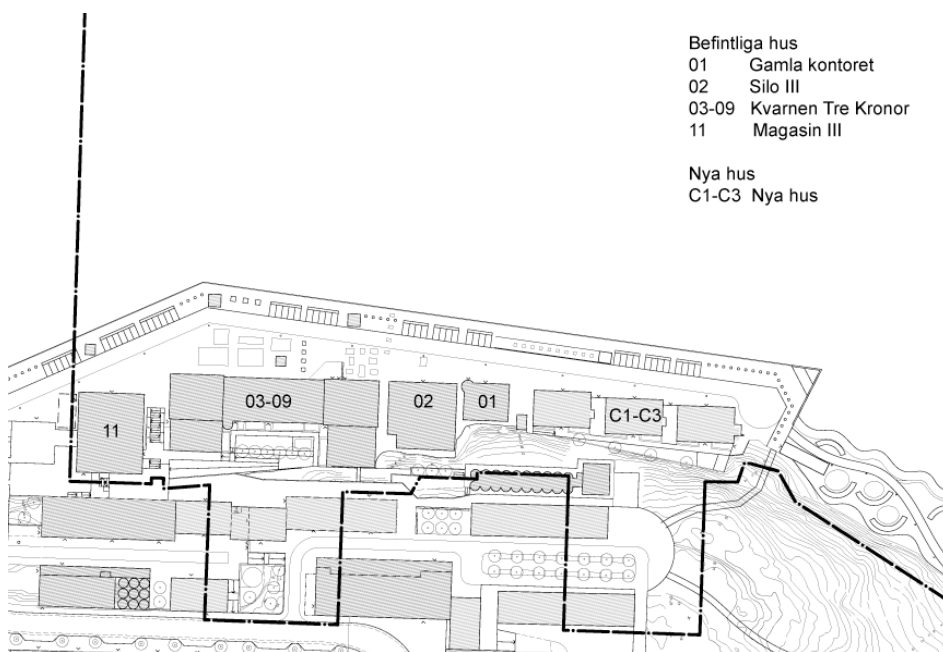 Befintliga hus
01 Gamla kontoret
02 Silo III
03-09 Kvarnen Tre Kronor
11 Magasin III
Nya hus
C1-C3 Nya hus
03-09
02
01
C1-C3
11